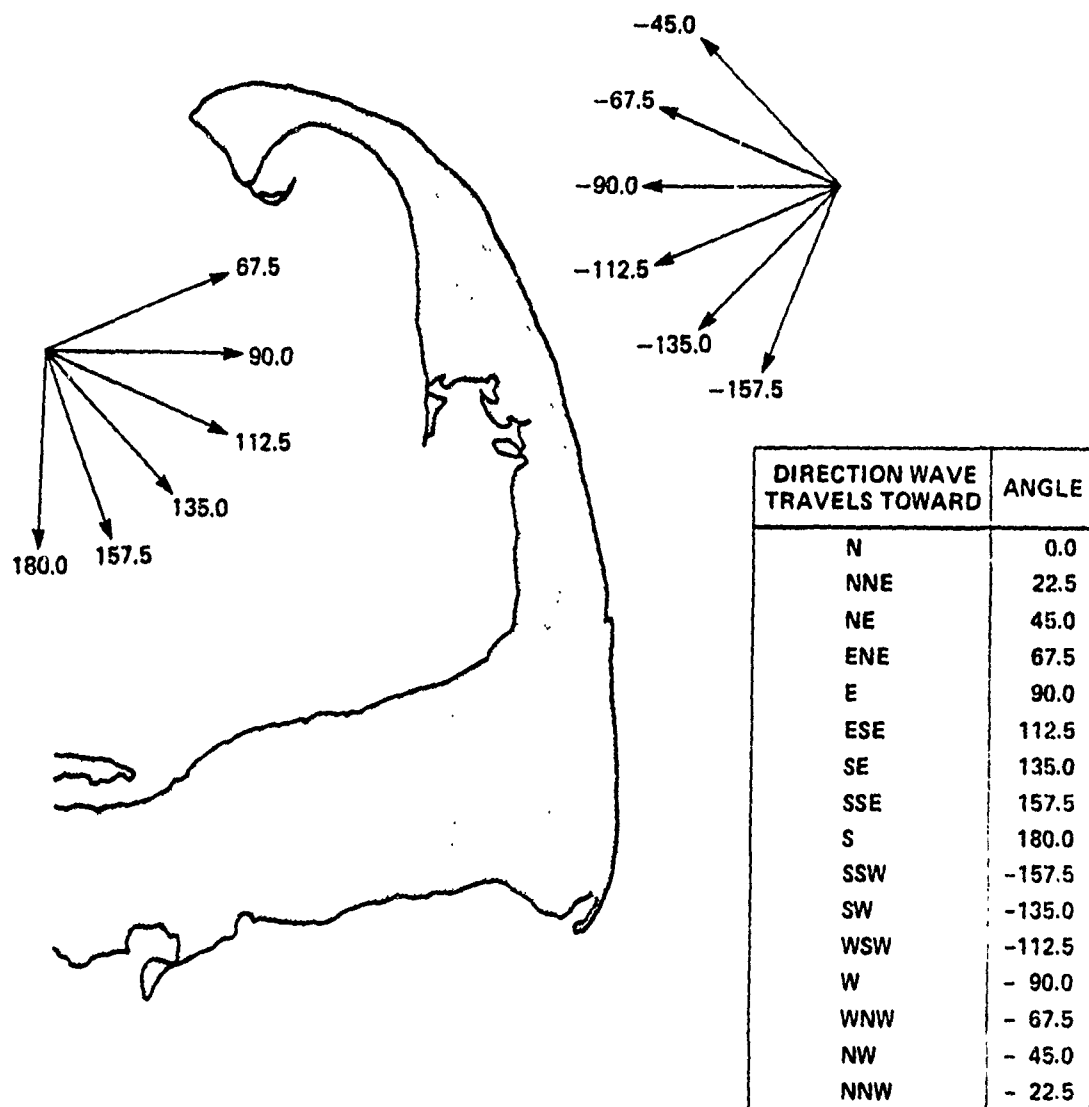 -45.0
-67.5
-90.0
-112.5
-135.0
-157.5
67.5
90.0
112.5
135.0
157.5
180.0
DIRECTION WAVE TRAVELS TOWARD ANGLE
N 0.0
NNE 22.5
NE 45.0
ENE 67.5
E 90.0
ESE 112.5
SE 135.0
SSE 157.5
S 180.0
SSW -157.5
SW -135.0
WSW -112.5
W - 90.0
WNW - 67.5
NW - 45.0
NNW - 22.5